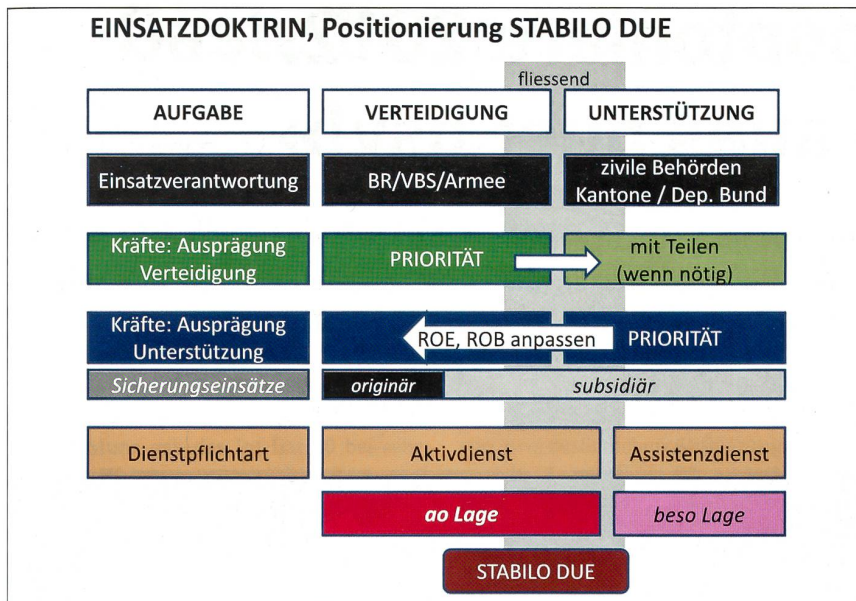 EINSATZDOKTRIN, Positionierung STABILO DUE
fliessend
AUFGABE
VERTEIDIGUNG
UNTERSTÜTZUNG
Einsatzverantwortung
BR/VBS/Armee
zivile Behörden
Kantone / Dep. Bund
Kräfte: Ausprägung
Verteidigung
PRIORITÄT
mit Teilen
(wenn nötig)
Kräfte: Ausprägung
Unterstützung
ROE, ROB anpassen
PRIORITÄT
Sicherungseinsätze
originär
subsidiär
Dienstpflichtart
Aktivdienst
Assistenzdienst
ao Lage
beso Lage
STABILO DUE